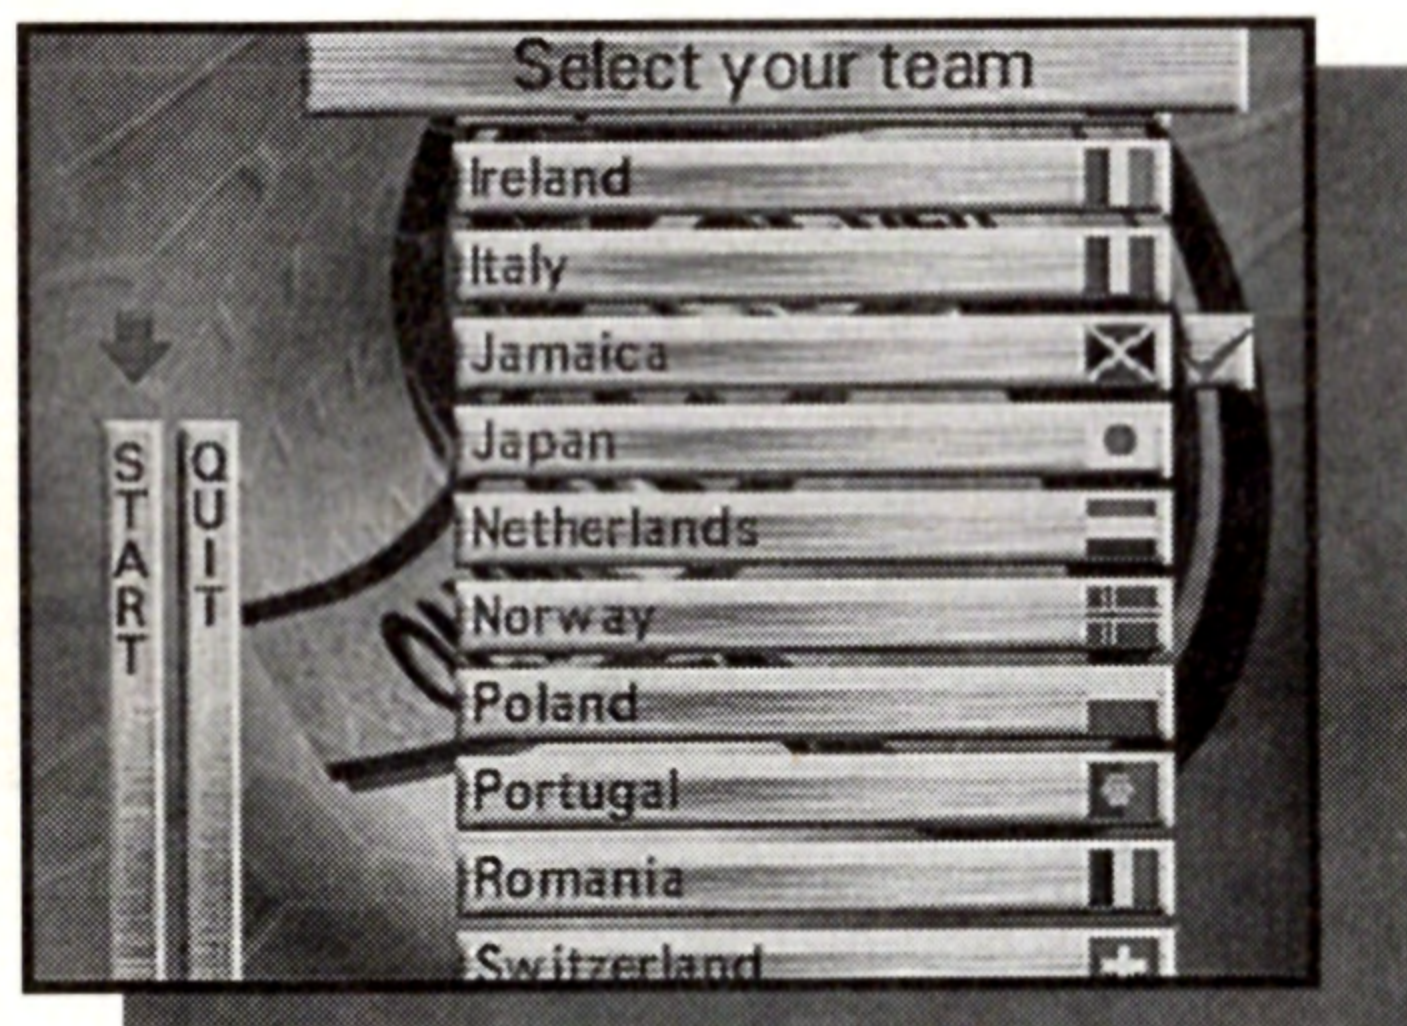 Select your team
Ireland
Italy
Jamaica
Japan
Netherlands
Norway
Poland
Portugal
Romania
Switzerland
START
QUIT